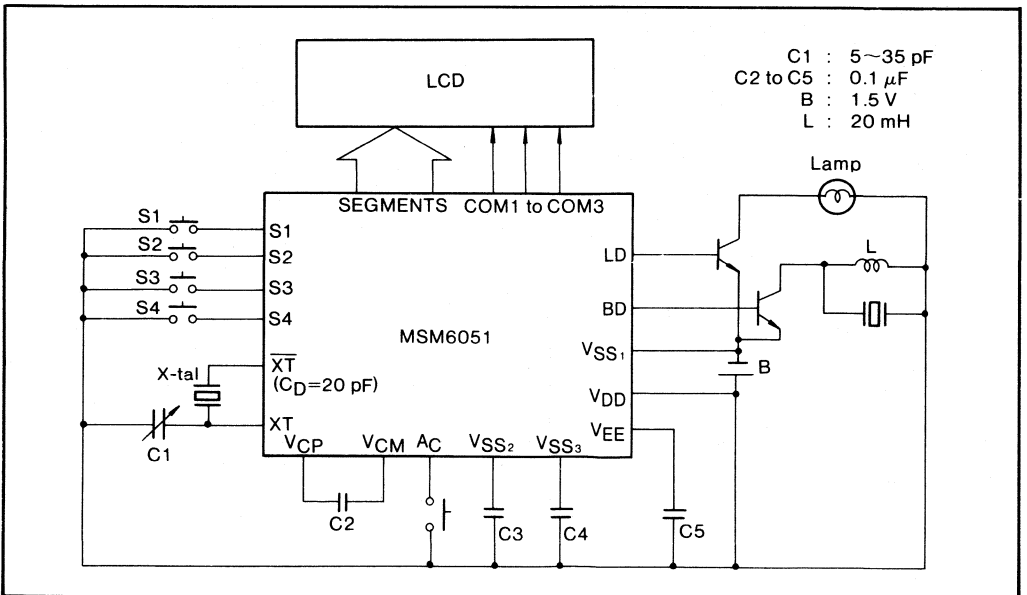 C1 : 5~35 pF
C2 to C5 : 0.1 μF
B : 1.5 V
L : 20 mH
LCD
Lamp
SEGMENTS COM1 to COM3
S1
S2
S3
S4
S1
S2
S3
S4
MSM6051
LD
BD
L
VSS1
B
VDD
VEE
X-tal
X̅T̅
(CD=20 pF)
XT
C1
VCP
VCM
AC
VSS2
VSS3
C2
C3
C4
C5